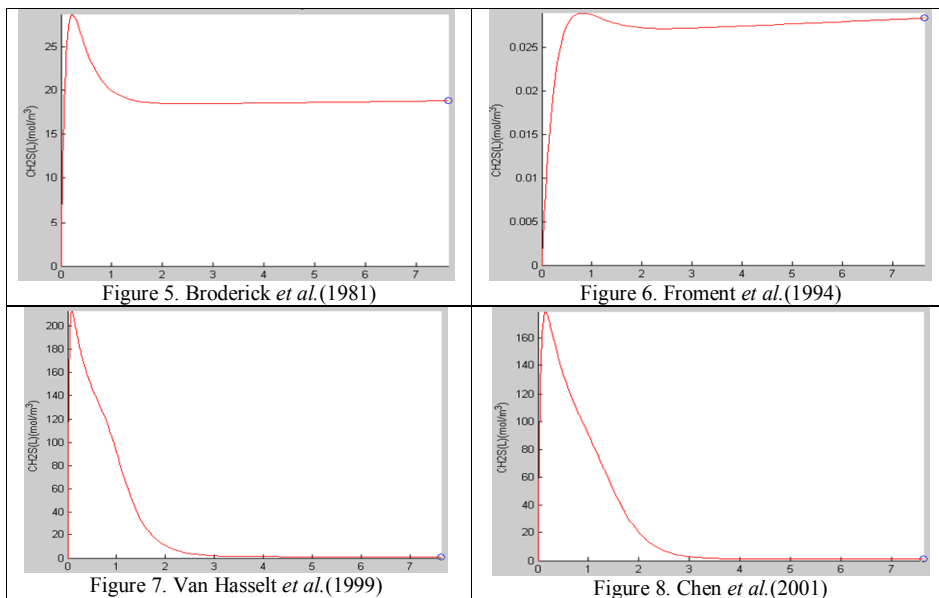 25
20
15
10
5
0
CH2S(L)(mol/m³)
0 1 2 3 4 5 6 7
Figure 5. Broderick et al.(1981)
0.025
0.02
0.015
0.01
0.005
0
CH2S(L)(mol/m³)
0 1 2 3 4 5 6 7
Figure 6. Froment et al.(1994)
200
180
160
140
120
100
80
60
40
20
0
CH2S(L)(mol/m³)
0 1 2 3 4 5 6 7
Figure 7. Van Hasselt et al.(1999)
160
140
120
100
80
60
40
20
0
CH2S(L)(mol/m³)
0 1 2 3 4 5 6 7
Figure 8. Chen et al.(2001)